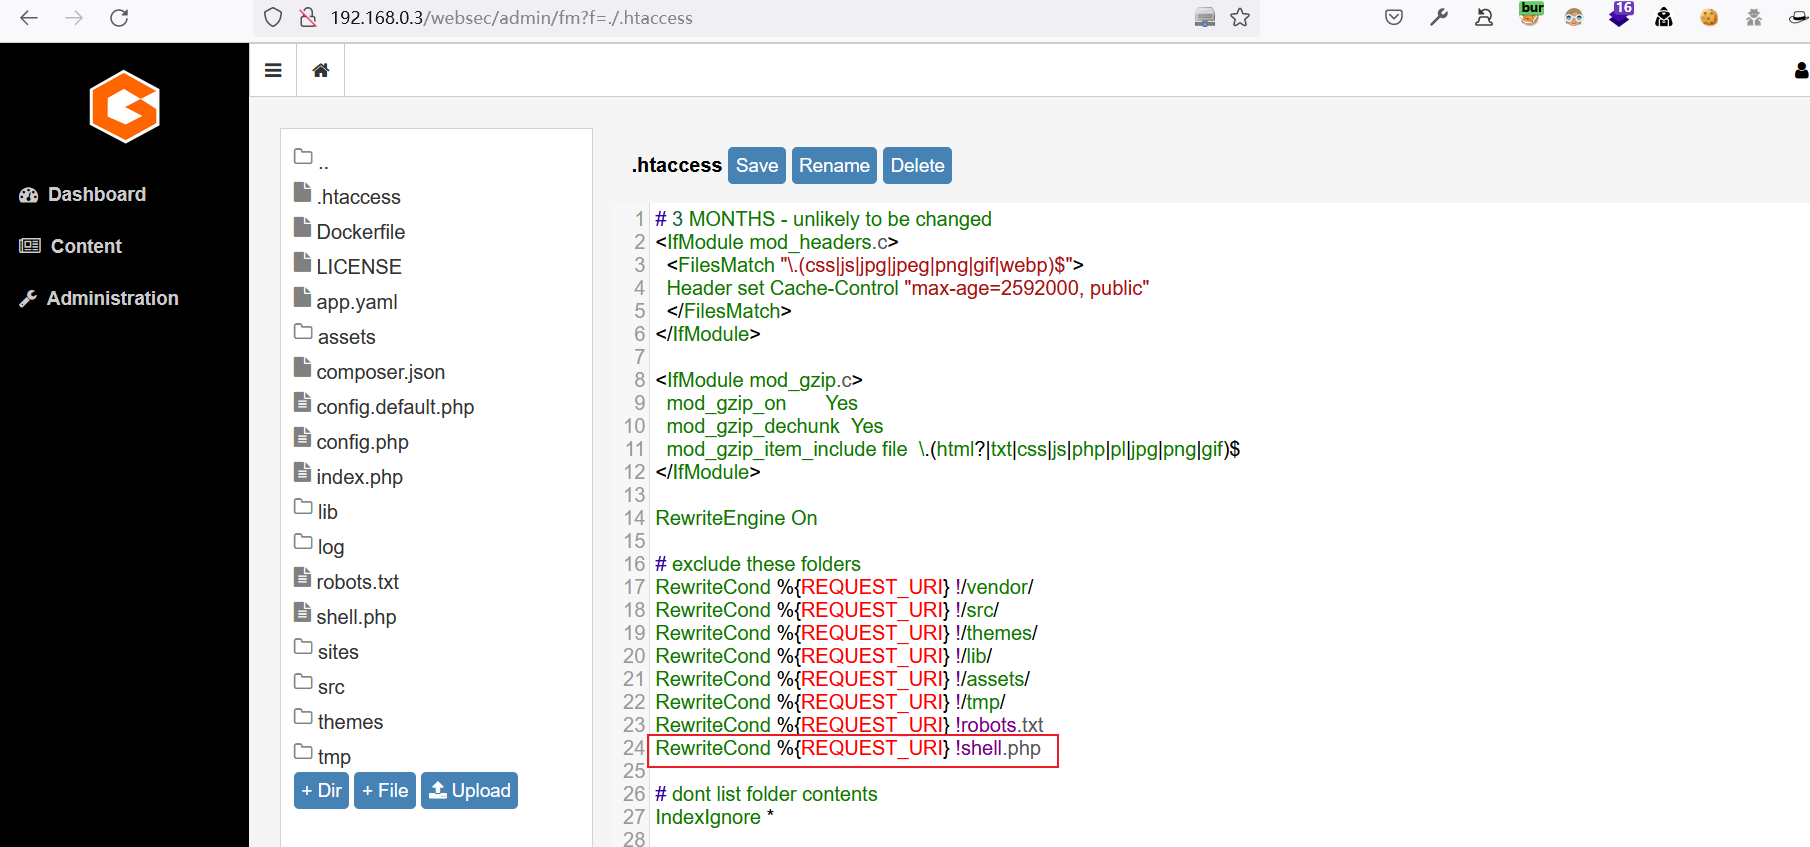 192.168.0.3/websec/admin/fm?f=./.htaccess
bur
16
Dashboard
Content
Administration
..
.htaccess
Dockerfile
LICENSE
app.yaml
assets
composer.json
config.default.php
config.php
index.php
lib
log
robots.txt
shell.php
sites
src
themes
tmp
+ Dir
+ File
Upload
.htaccess
Save
Rename
Delete
1 # 3 MONTHS - unlikely to be changed
2 <IfModule mod_headers.c>
3 <FilesMatch "\.(css|js|jpg|jpeg|png|gif|webp)$">
4 Header set Cache-Control "max-age=2592000, public"
5 </FilesMatch>
6 </IfModule>
7
8 <IfModule mod_gzip.c>
9 mod_gzip_on Yes
10 mod_gzip_dechunk Yes
11 mod_gzip_item_include file \.(html?|txt|css|js|php|pl|jpg|png|gif)$
12 </IfModule>
13
14 RewriteEngine On
15
16 # exclude these folders
17 RewriteCond %{REQUEST_URI} !/vendor/
18 RewriteCond %{REQUEST_URI} !/src/
19 RewriteCond %{REQUEST_URI} !/themes/
20 RewriteCond %{REQUEST_URI} !/lib/
21 RewriteCond %{REQUEST_URI} !/assets/
22 RewriteCond %{REQUEST_URI} !/tmp/
23 RewriteCond %{REQUEST_URI} !robots.txt
24 RewriteCond %{REQUEST_URI} !shell.php
25
26 # dont list folder contents
27 IndexIgnore *
28